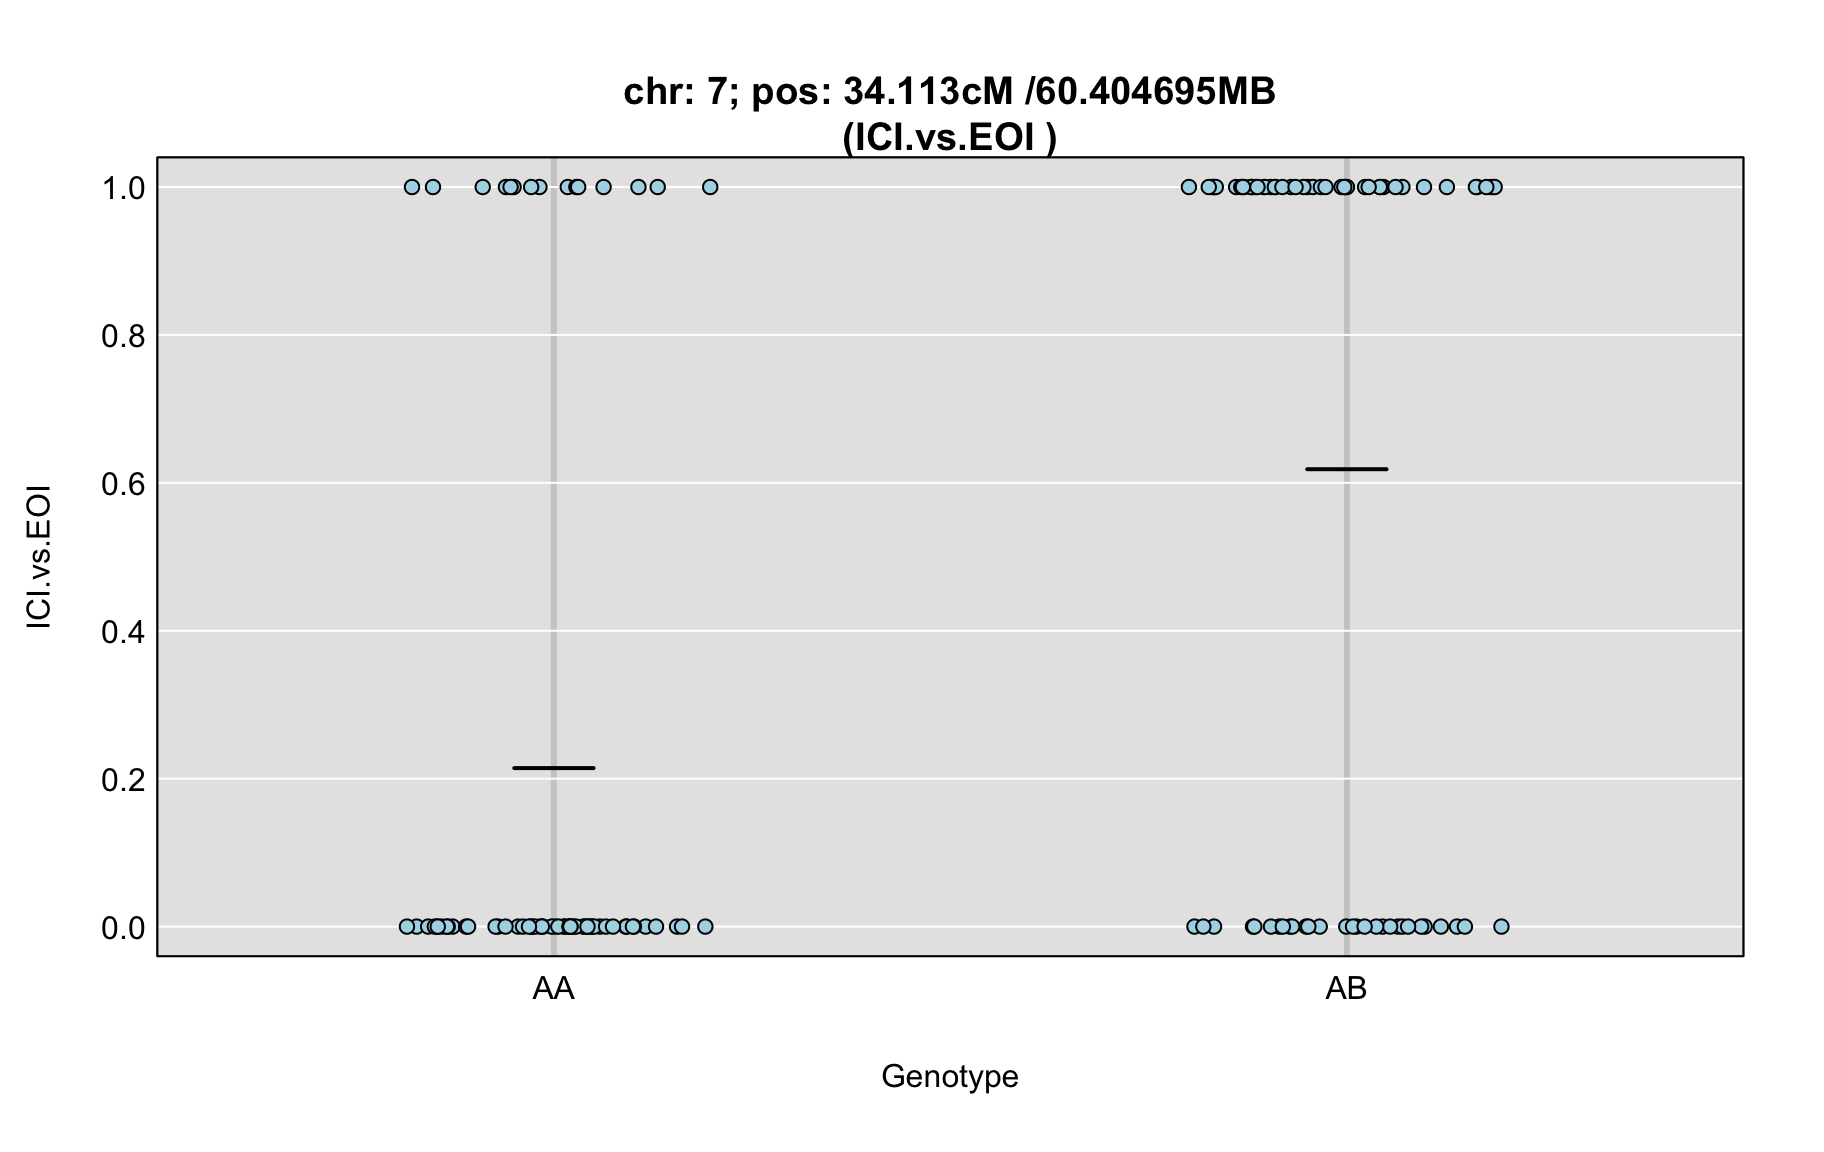 chr: 7; pos: 34.113cM /60.404695MB
(ICI.vs.EOI )
ICI.vs.EOI
1.0
0.8
0.6
0.4
0.2
0.0
AA
AB
Genotype